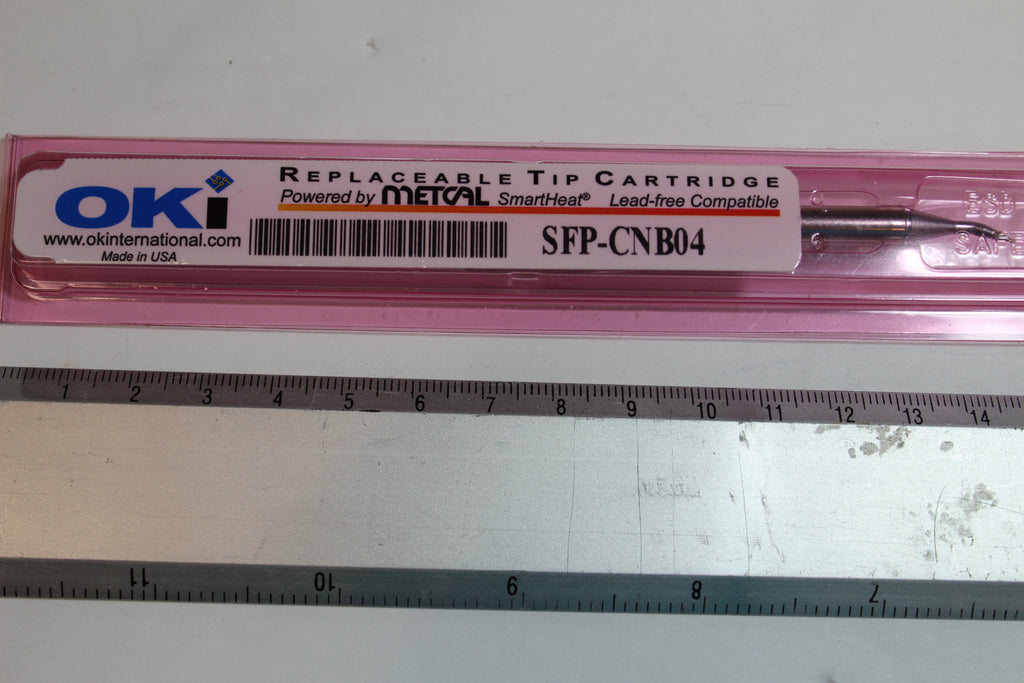 OKi
www.okinternational.com
Made in USA
REPLACEABLE TIP CARTRIDGE
Powered by METCAL SmartHeat® Lead-free Compatible
SFP-CNB04
ESD
SAFE
1 2 3 4 5 6 7 8 9 10 11 12 13 14
11 10 9 8 7